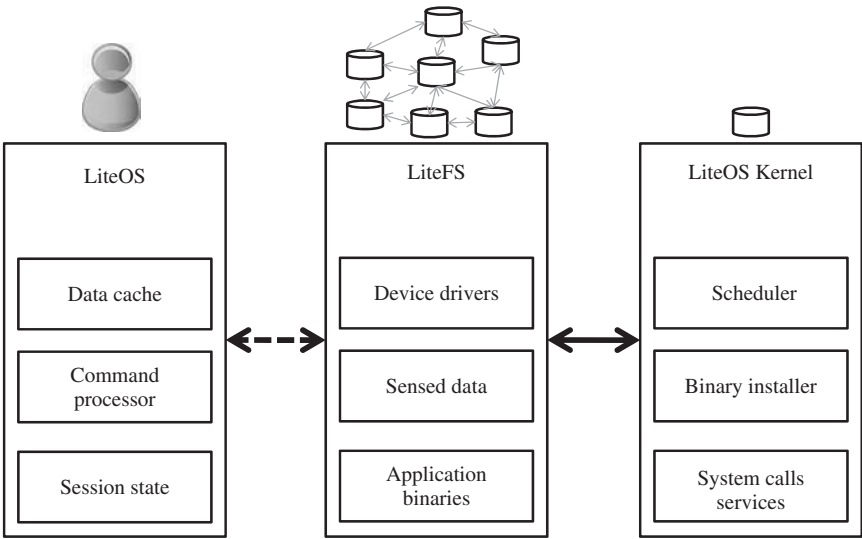 LiteOS
Data cache
Command
processor
Session state
LiteFS
Device drivers
Sensed data
Application
binaries
LiteOS Kernel
Scheduler
Binary installer
System calls
services